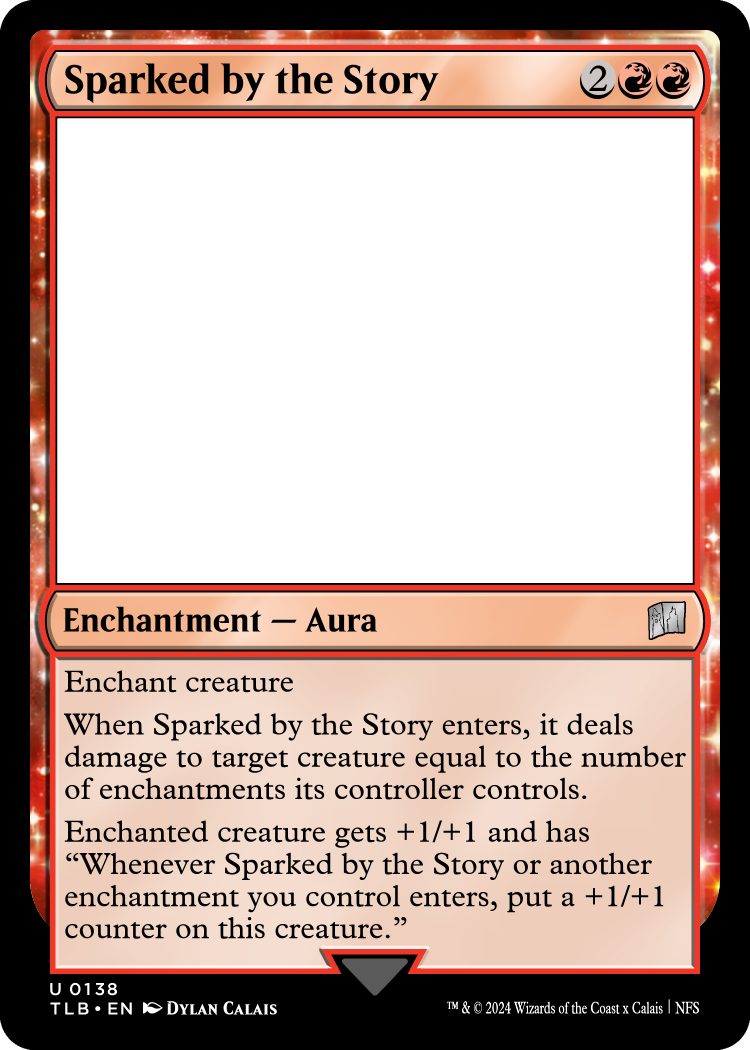 Sparked by the Story 2
Enchantment — Aura
Enchant creature
When Sparked by the Story enters, it deals
damage to target creature equal to the number
of enchantments its controller controls.
Enchanted creature gets +1/+1 and has
“Whenever Sparked by the Story or another
enchantment you control enters, put a +1/+1
counter on this creature.”
U 0138
TLB • EN Dylan Calais
™ & © 2024 Wizards of the Coast x Calais | NFS